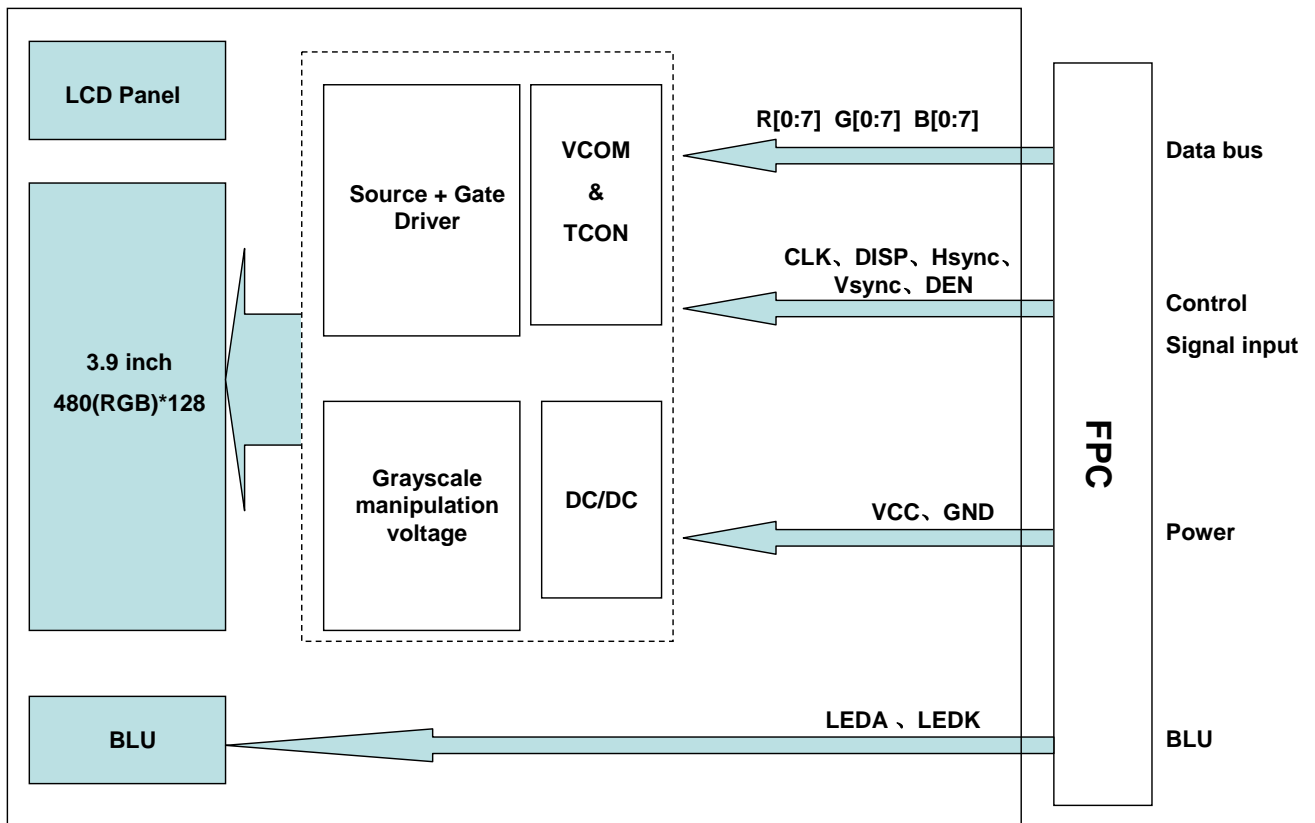 LCD Panel
3.9 inch
480(RGB)*128
BLU
Source + Gate
Driver
VCOM
&
TCON
Grayscale
manipulation
voltage
DC/DC
R[0:7] G[0:7] B[0:7]
CLK、DISP、Hsync、
Vsync、DEN
VCC、GND
LEDA 、LEDK
FPC
Data bus
Control
Signal input
Power
BLU